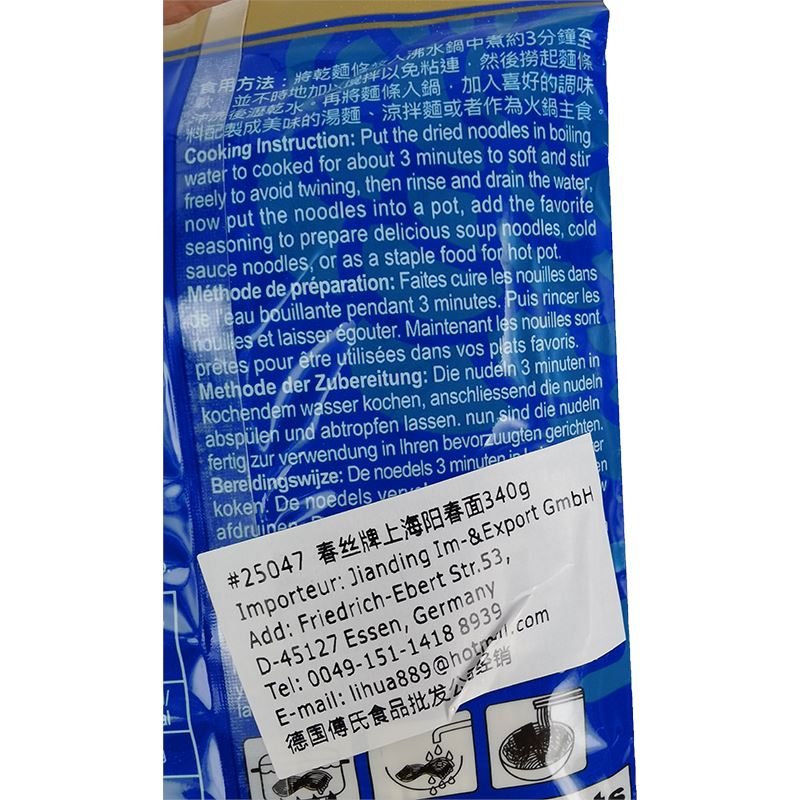 食用方法：將乾麵條放入沸水鍋中煮約3分鐘至
軟，並不時地加以攪拌以免粘連，然後撈起麵條
沖洗後瀝乾水。再將麵條入鍋，加入喜好的調味
料配製成美味的湯麵、涼拌麵或者作為火鍋主食。
Cooking Instruction: Put the dried noodles in boiling
water to cooked for about 3 minutes to soft and stir
freely to avoid twining, then rinse and drain the water,
now put the noodles into a pot, add the favorite
seasoning to prepare delicious soup noodles, cold
sauce noodles, or as a staple food for hot pot.
Méthode de préparation: Faites cuire les nouilles dans
de l'eau bouillante pendant 3 minutes. Puis rincer les
nouilles et laisser égouter. Maintenant les nouilles sont
prètes pour être utilisées dans vos plats favoris.
Methode der Zubereitung: Die nudeln 3 minuten in
kochendem wasser kochen, anschliessend die nudeln
abspülen und abtropfen lassen. nun sind die nudeln
fertig zur verwendung in Ihren bevorzuugten gerichten.
Bereidingswijze: De noedels 3 minuten in
koken. De noedels
#25047 春丝牌上海阳春面340g
Importeur: Jianding Im-&Export GmbH
Add: Friedrich-Ebert Str.53,
D-45127 Essen, Germany
Tel: 0049-151-1418 8939
E-mail: lihua889@hotmail.com
德国傅氏食品批发公司经销